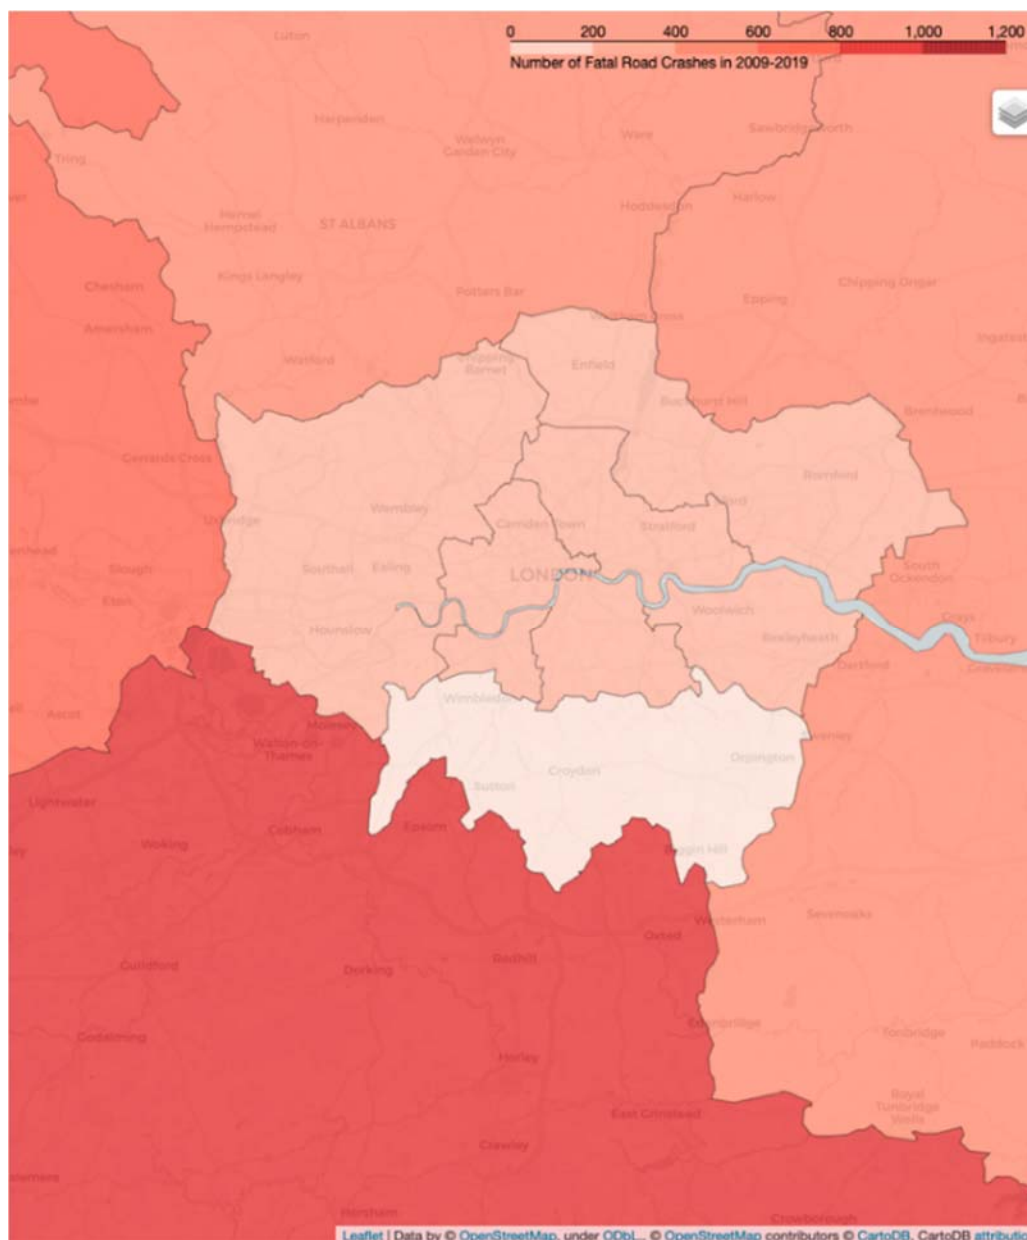 0 200 400 600 800 1,000 1,200
Number of Fatal Road Crashes in 2009-2019
Luton
Harpenden
Welwyn
Garden City
Ware
Sawbridgeworth
Tring
Hemel
Hempstead
ST ALBANS
Hoddesdon
Harlow
Kings Langley
Chesham
Potters Bar
Epping
Chipping Ongar
Amersham
Watford
Chipping
Barnet
Enfield
Buckhurst Hill
Brentwood
Gerrards Cross
Romford
Wembley
Uxbridge
Camden Town
Stratford
Southall
Ealing
LONDON
Slough
Eton
South
Ockendon
Hounslow
Woolwich
Bexleyheath
Grays
Tilbury
Dartford
Wimbledon
Ascot
Walton-on-
Thames
Croydon
Orpington
Sutton
Lightwater
Woking
Cobham
Epsom
Biggin Hill
Westerham
Sevenoaks
Oxted
Guildford
Dorking
Redhill
Edenbridge
Tonbridge
Paddock
Godalming
Horley
Royal
Tunbridge
Wells
East Grinstead
Crawley
Horsham
Crowborough
Leaflet | Data by © OpenStreetMap, under ODbL., © OpenStreetMap contributors © CartoDB, CartoDB attributio